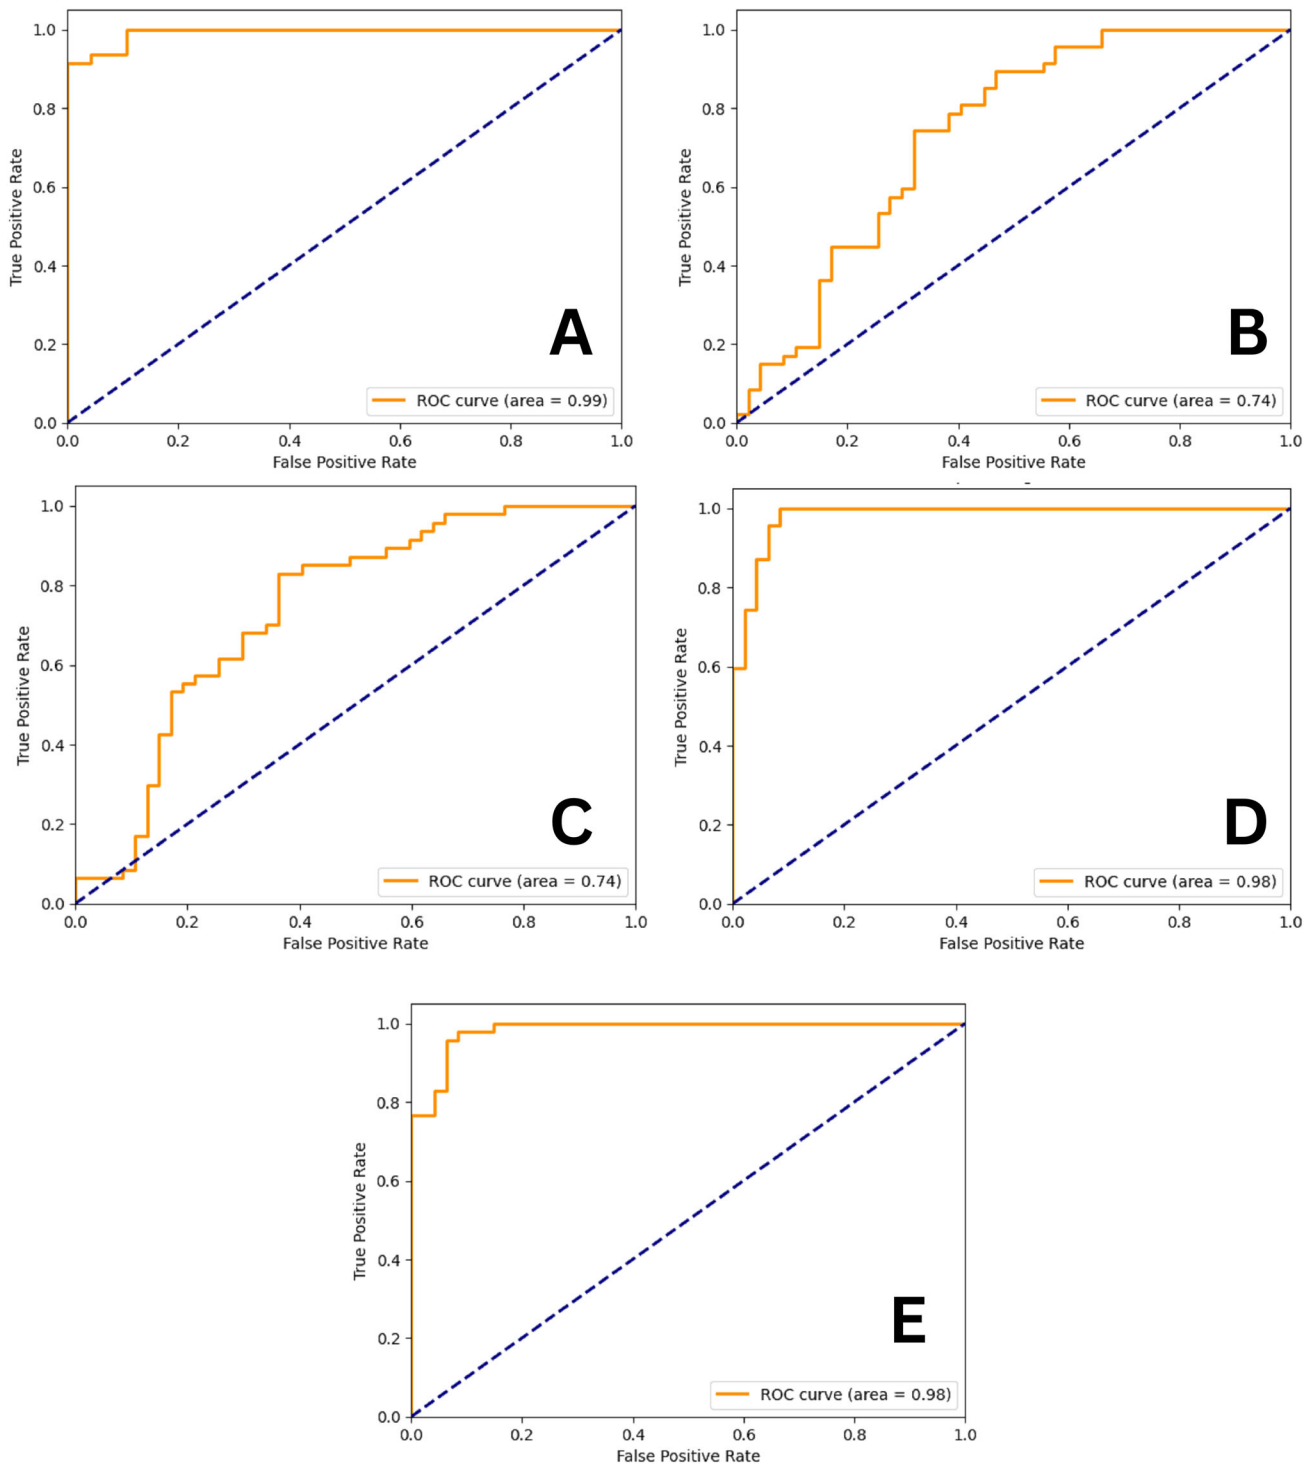 1.0
0.8
0.6
0.4
0.2
0.0
True Positive Rate
A
ROC curve (area = 0.99)
0.0 0.2 0.4 0.6 0.8 1.0
False Positive Rate
1.0
0.8
0.6
0.4
0.2
0.0
True Positive Rate
B
ROC curve (area = 0.74)
0.0 0.2 0.4 0.6 0.8 1.0
False Positive Rate
1.0
0.8
0.6
0.4
0.2
0.0
True Positive Rate
C
ROC curve (area = 0.74)
0.0 0.2 0.4 0.6 0.8 1.0
False Positive Rate
1.0
0.8
0.6
0.4
0.2
0.0
True Positive Rate
D
ROC curve (area = 0.98)
0.0 0.2 0.4 0.6 0.8 1.0
False Positive Rate
1.0
0.8
0.6
0.4
0.2
0.0
True Positive Rate
E
ROC curve (area = 0.98)
0.0 0.2 0.4 0.6 0.8 1.0
False Positive Rate